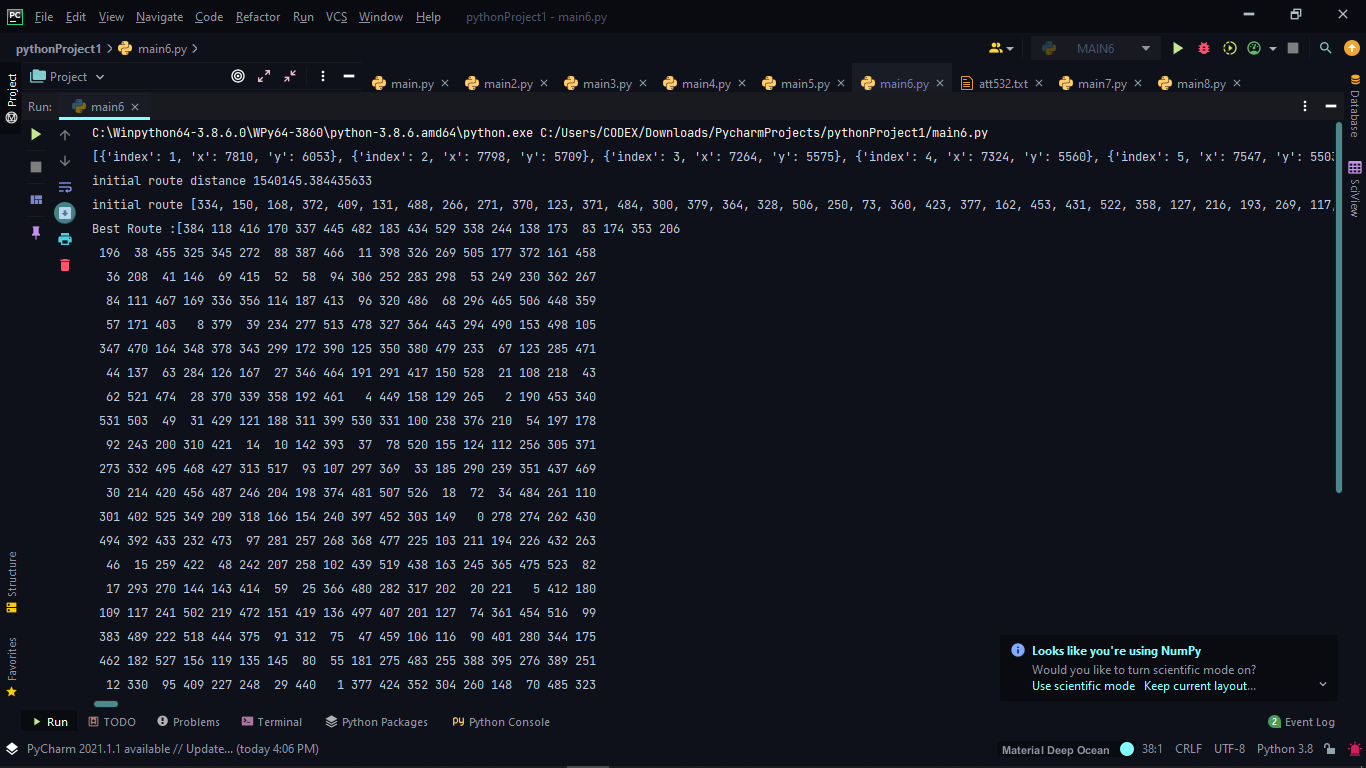 PC File Edit View Navigate Code Refactor Run VCS Window Help pythonProject1 - main6.py
pythonProject1 main6.py MAIN6
Project main.py main2.py main3.py main4.py main5.py main6.py att532.txt main7.py main8.py
Run: main6
C:\Winpython64-3.8.6.0\WPy64-3860\python-3.8.6.amd64\python.exe C:/Users/CODEX/Downloads/PycharmProjects/pythonProject1/main6.py
[{'index': 1, 'x': 7810, 'y': 6053}, {'index': 2, 'x': 7798, 'y': 5709}, {'index': 3, 'x': 7264, 'y': 5575}, {'index': 4, 'x': 7324, 'y': 5560}, {'index': 5, 'x': 7547, 'y': 5503
initial route distance 1540145.384435633
initial route [334, 150, 168, 372, 409, 131, 488, 266, 271, 370, 123, 371, 484, 300, 379, 364, 328, 506, 250, 73, 360, 423, 377, 162, 453, 431, 522, 358, 127, 216, 193, 269, 117,
Best Route :[384 118 416 170 337 445 482 183 434 529 338 244 138 173 83 174 353 206
196 38 455 325 345 272 88 387 466 11 398 326 269 505 177 372 161 458
36 208 41 146 69 415 52 58 94 306 252 283 298 53 249 230 362 267
84 111 467 169 336 356 114 187 413 96 320 486 68 296 465 506 448 359
57 171 403 8 379 39 234 277 513 478 327 364 443 294 490 153 498 105
347 470 164 348 378 343 299 172 390 125 350 380 479 233 67 123 285 471
44 137 63 284 126 167 27 346 464 191 291 417 150 528 21 108 218 43
62 521 474 28 370 339 358 192 461 4 449 158 129 265 2 190 453 340
531 503 49 31 429 121 188 311 399 530 331 100 238 376 210 54 197 178
92 243 200 310 421 14 10 142 393 37 78 520 155 124 112 256 305 371
273 332 495 468 427 313 517 93 107 297 369 33 185 290 239 351 437 469
30 214 420 456 487 246 204 198 374 481 507 526 18 72 34 484 261 110
301 402 525 349 209 318 166 154 240 397 452 303 149 0 278 274 262 430
494 392 433 232 473 97 281 257 268 368 477 225 103 211 194 226 432 263
46 15 259 422 48 242 207 258 102 439 519 438 163 245 365 475 523 82
17 293 270 144 143 414 59 25 366 480 282 317 202 20 221 5 412 180
109 117 241 502 219 472 151 419 136 497 407 201 127 74 361 454 516 99
383 489 222 518 444 375 91 312 75 47 459 106 116 90 401 280 344 175
462 182 527 156 119 135 145 80 55 181 275 483 255 388 395 276 389 251
12 330 95 409 227 248 29 440 1 377 424 352 304 260 148 70 485 323
Project
Structure
Favorites
Database
SciView
Looks like you're using NumPy
Would you like to turn scientific mode on?
Use scientific mode Keep current layout...
Run TODO Problems Terminal Python Packages Python Console 2 Event Log
PyCharm 2021.1.1 available // Update... (today 4:06 PM) Material Deep Ocean 38:1 CRLF UTF-8 Python 3.8